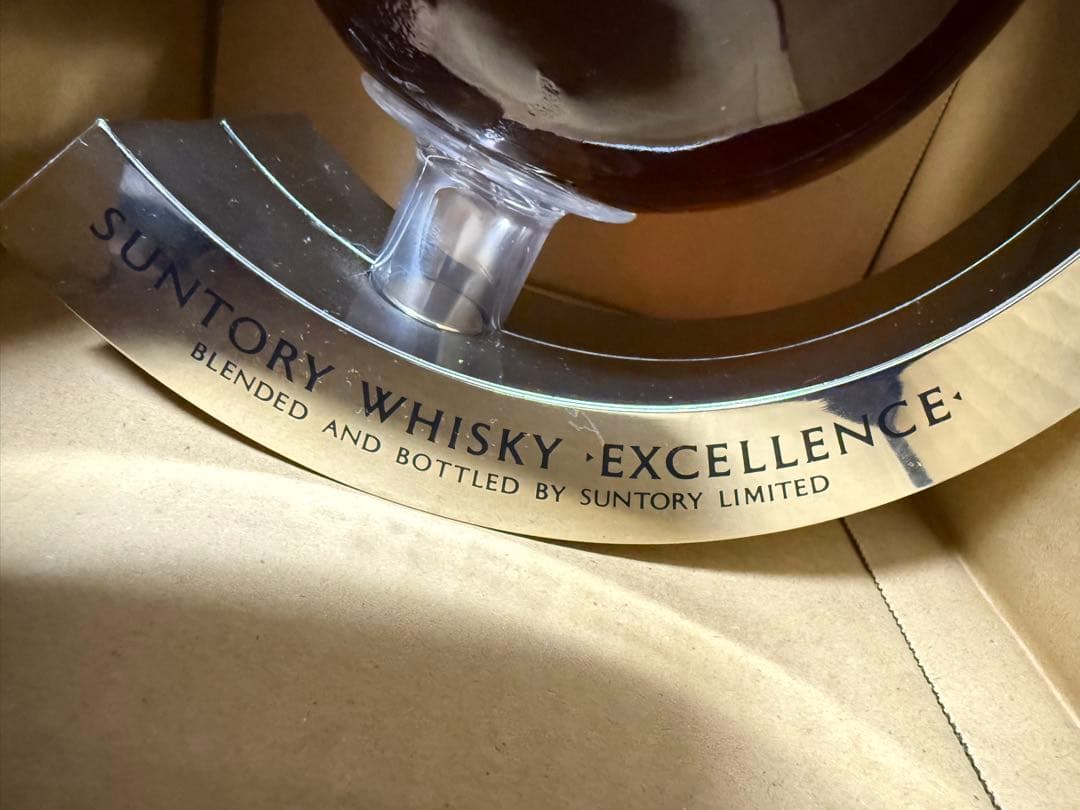 SUNTORY WHISKY ·EXCELLENCE·
BLENDED AND BOTTLED BY SUNTORY LIMITED